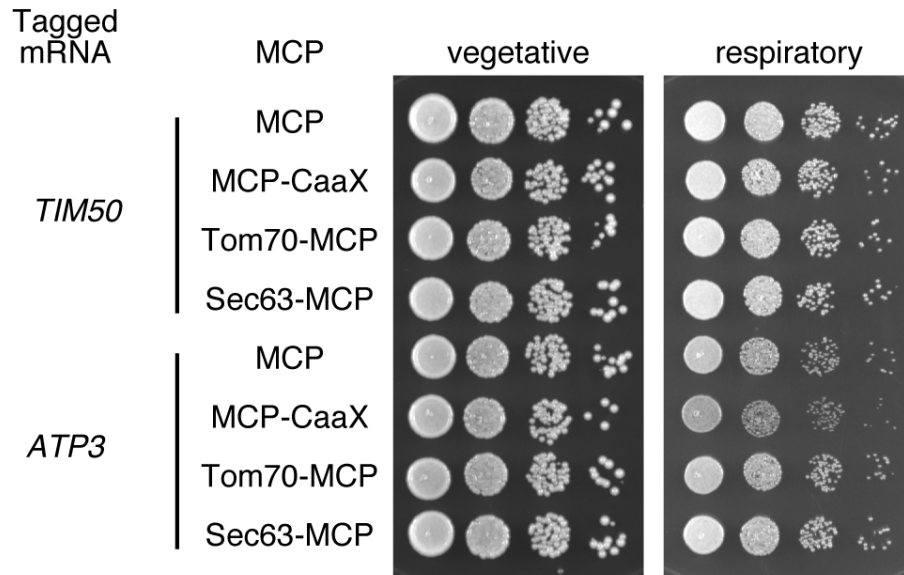 Tagged
mRNA
MCP
vegetative
respiratory
TIM50
MCP
MCP-CaaX
Tom70-MCP
Sec63-MCP
ATP3
MCP
MCP-CaaX
Tom70-MCP
Sec63-MCP